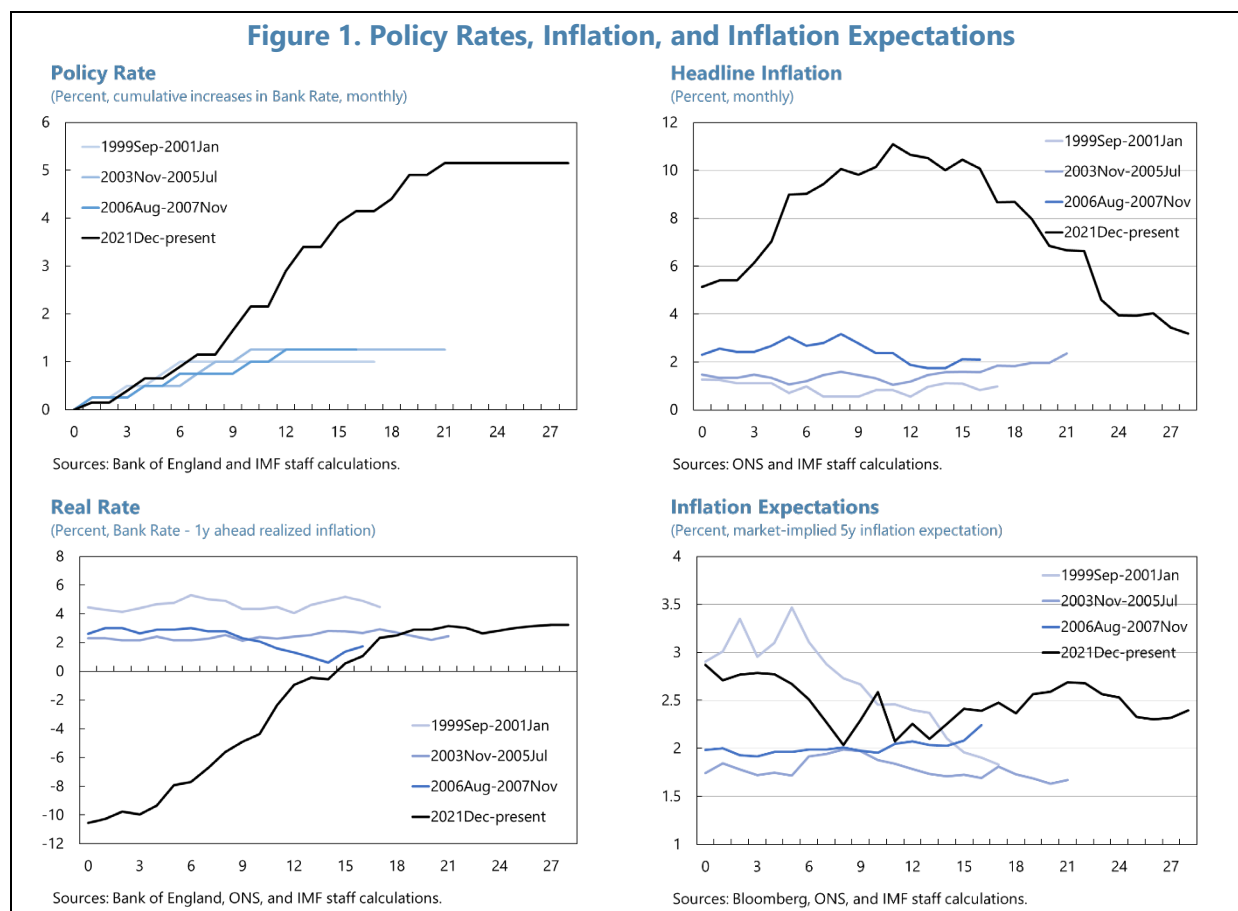 Figure 1. Policy Rates, Inflation, and Inflation Expectations
Policy Rate
(Percent, cumulative increases in Bank Rate, monthly)
6
5
4
3
2
1
0
1999Sep-2001Jan
2003Nov-2005Jul
2006Aug-2007Nov
2021Dec-present
0 3 6 9 12 15 18 21 24 27
Sources: Bank of England and IMF staff calculations.
Headline Inflation
(Percent, monthly)
12
10
8
6
4
2
0
1999Sep-2001Jan
2003Nov-2005Jul
2006Aug-2007Nov
2021Dec-present
0 3 6 9 12 15 18 21 24 27
Sources: ONS and IMF staff calculations.
Real Rate
(Percent, Bank Rate - 1y ahead realized inflation)
8
6
4
2
0
-2
-4
-6
-8
-10
-12
1999Sep-2001Jan
2003Nov-2005Jul
2006Aug-2007Nov
2021Dec-present
0 3 6 9 12 15 18 21 24 27
Sources: Bank of England, ONS, and IMF staff calculations.
Inflation Expectations
(Percent, market-implied 5y inflation expectation)
4
3.5
3
2.5
2
1.5
1
1999Sep-2001Jan
2003Nov-2005Jul
2006Aug-2007Nov
2021Dec-present
0 3 6 9 12 15 18 21 24 27
Sources: Bloomberg, ONS, and IMF staff calculations.